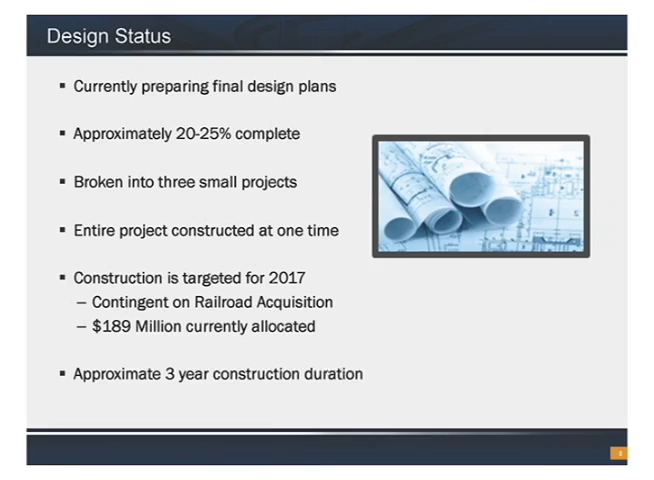 Design Status
▪ Currently preparing final design plans
▪ Approximately 20-25% complete
▪ Broken into three small projects
▪ Entire project constructed at one time
▪ Construction is targeted for 2017
– Contingent on Railroad Acquisition
– $189 Million currently allocated
▪ Approximate 3 year construction duration